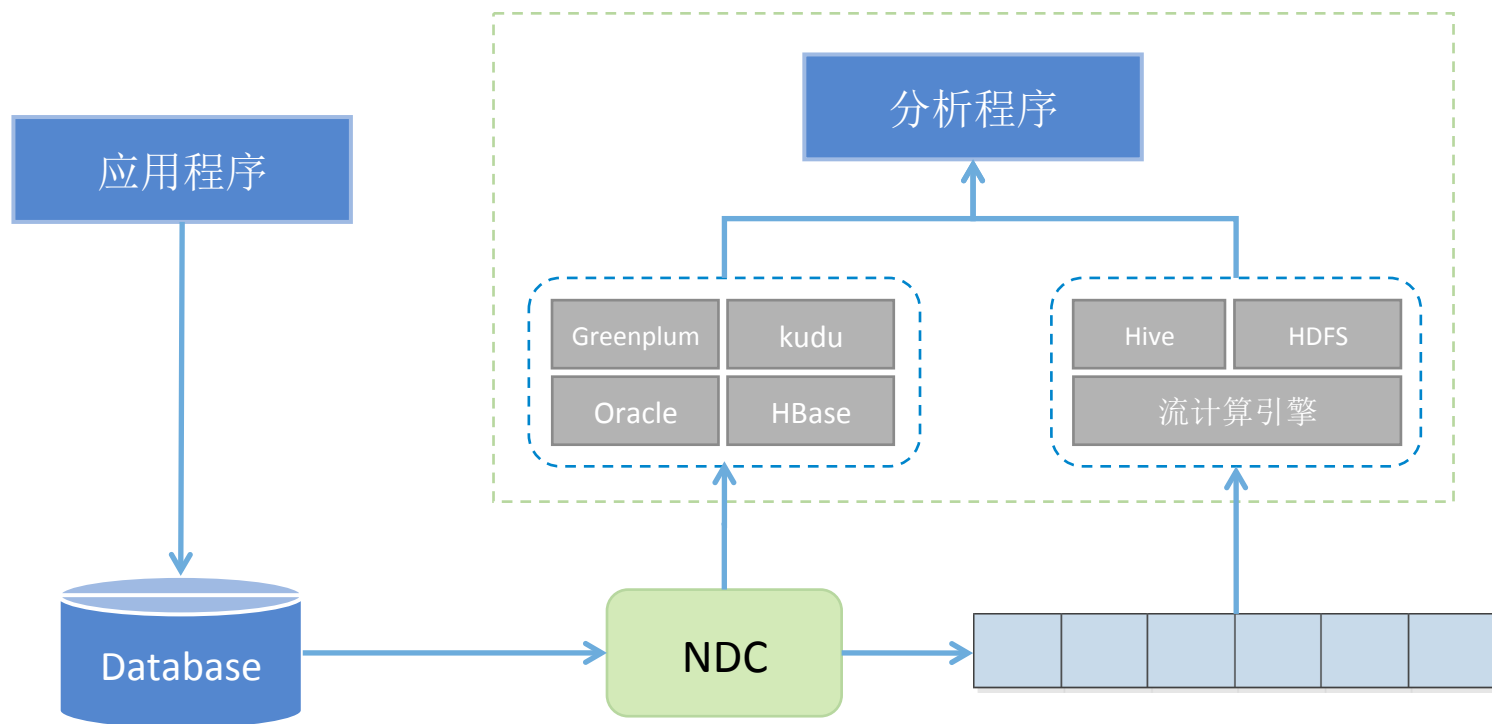 分析程序
应用程序
Greenplum
kudu
Oracle
HBase
Hive
HDFS
流计算引擎
Database
NDC